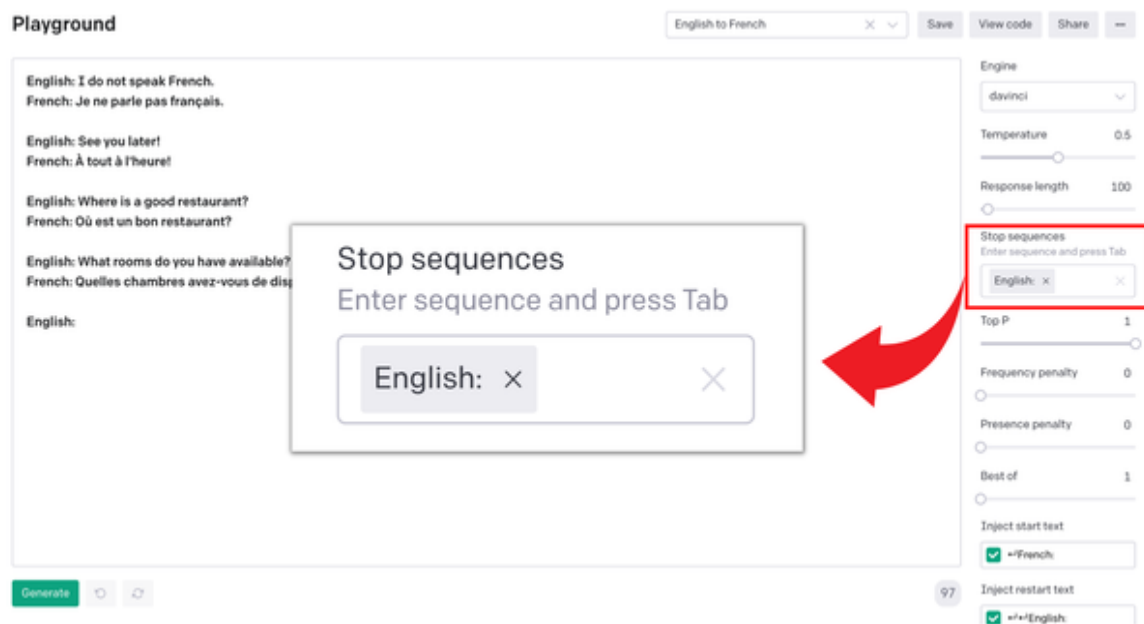 Playground
English to French
Save
View code
Share
English: I do not speak French.
French: Je ne parle pas français.
English: See you later!
French: À tout à l'heure!
English: Where is a good restaurant?
French: Où est un bon restaurant?
English: What rooms do you have available?
French: Quelles chambres avez-vous de
English:
Stop sequences
Enter sequence and press Tab
English:
Generate
97
Engine
davinci
Temperature 0.5
Response length 100
Stop sequences
Enter sequence and press Tab
English:
Top P 1
Frequency penalty 0
Presence penalty 0
Best of 1
Inject start text
↵French:
Inject restart text
↵↵English: